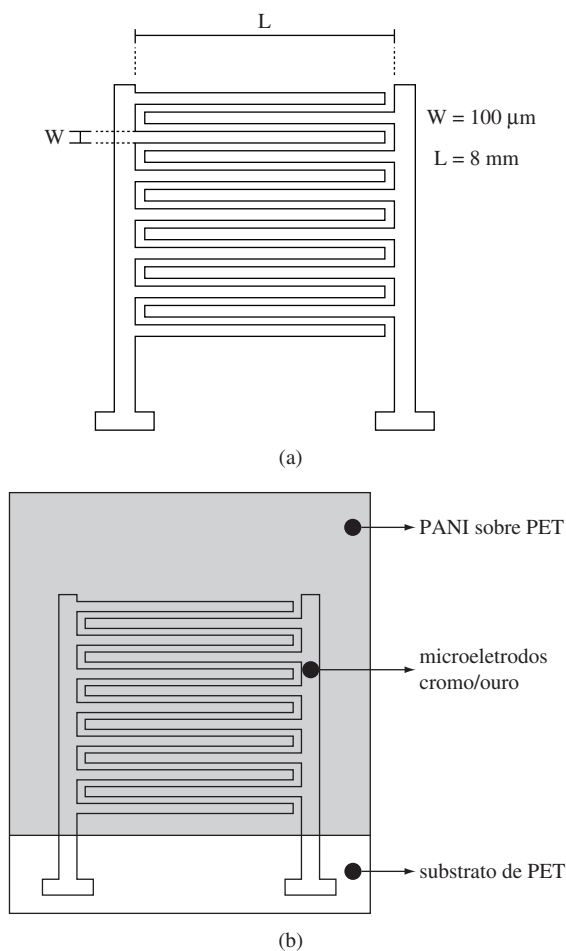 L
W
W = 100 μm
L = 8 mm
(a)
PANI sobre PET
microeletrodos
cromo/ouro
substrato de PET
(b)